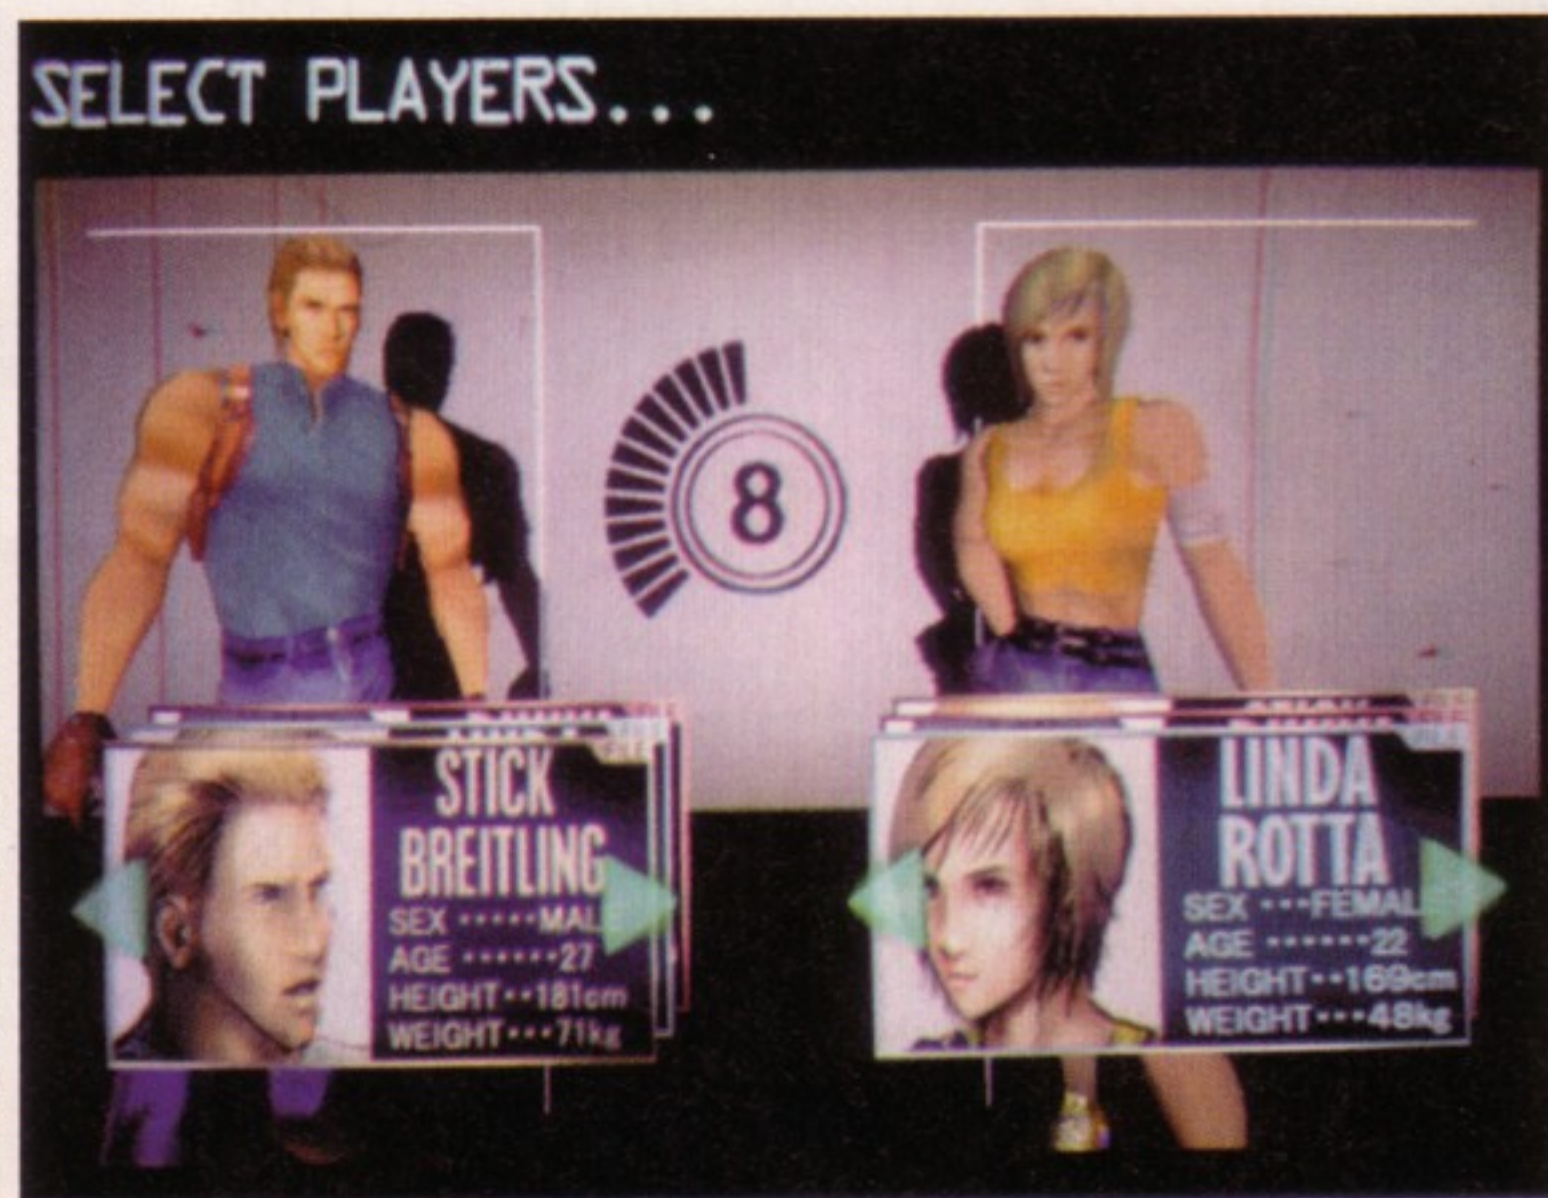 SELECT PLAYERS...
8
STICK
BREITLING
SEX ·····MAL
AGE ······27
HEIGHT··181cm
WEIGHT···71kg
LINDA
ROTTA
SEX ···FEMAL
AGE ······22
HEIGHT··169cm
WEIGHT···48kg